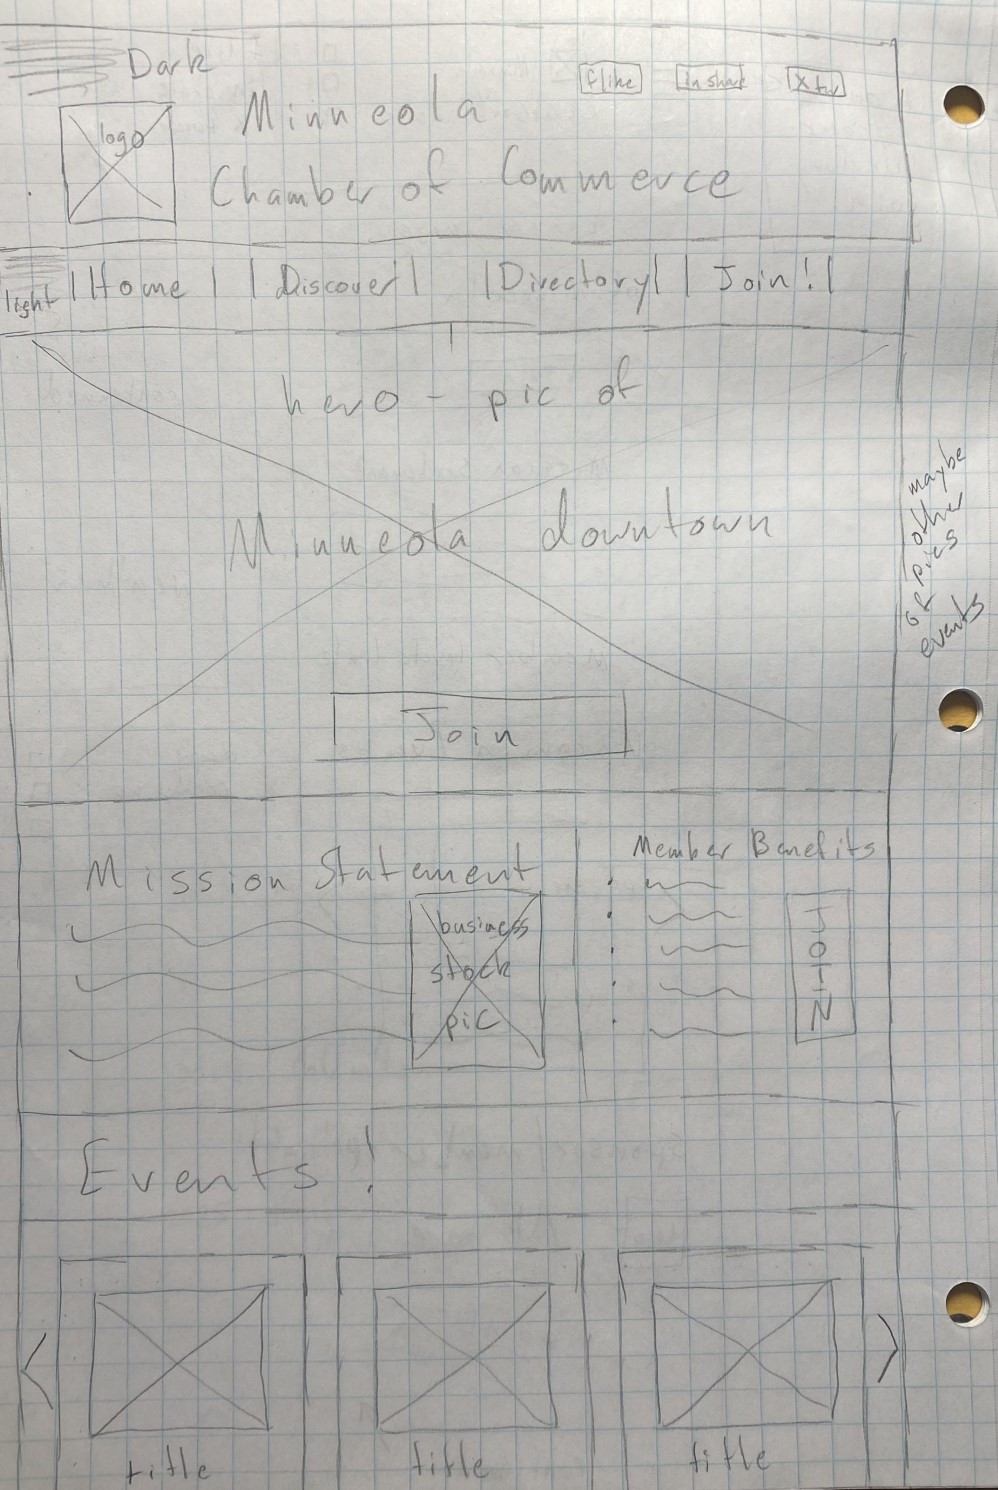 Dark
f like
in share
logo
Minneola
Chamber of Commerce
light
Home
Discover
Directory
Join!
hero - pic of
Minneola downtown
maybe
other
pics
of
events
Join
Mission Statement
business
stock
pic
Member Benefits
JOIN
Events!
<
>
title
title
title